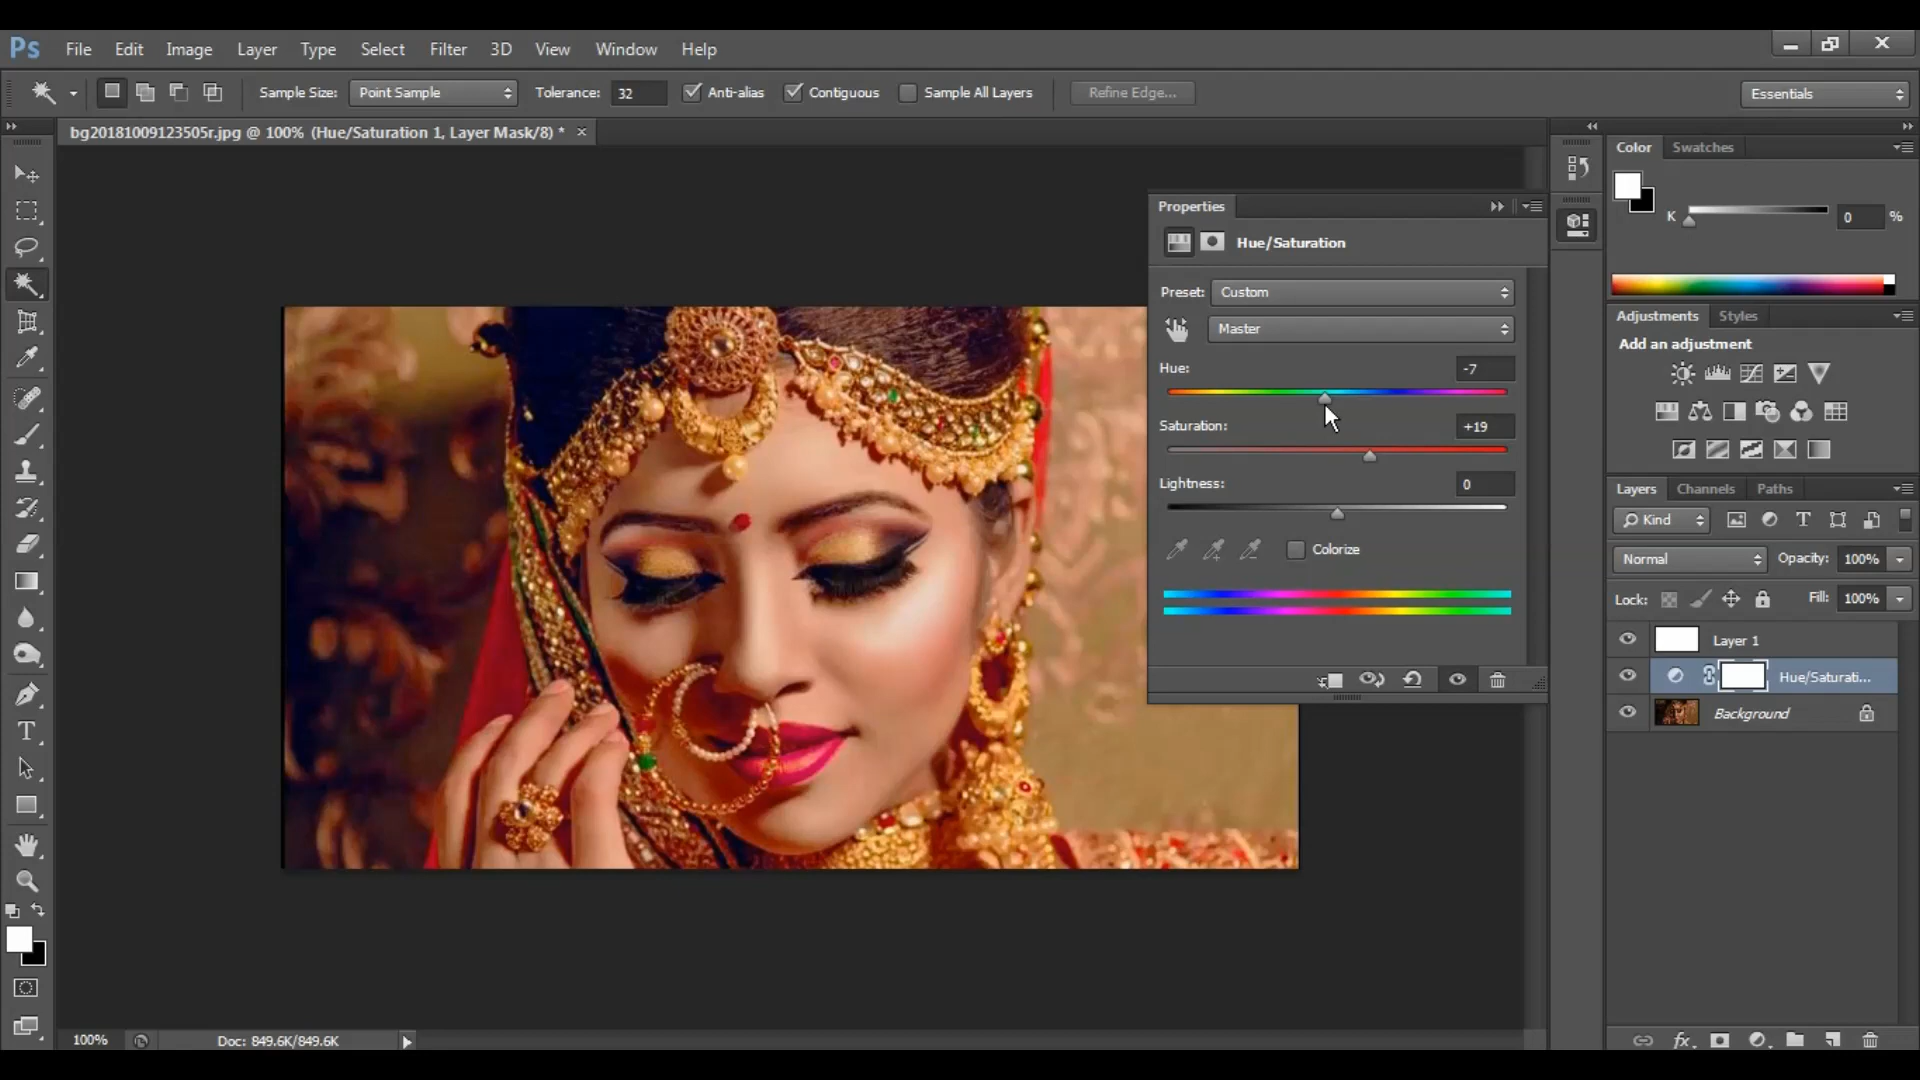 Ps File Edit Image Layer Type Select Filter 3D View Window Help
Sample Size: Point Sample Tolerance: 32 Anti-alias Contiguous Sample All Layers Refine Edge... Essentials
bg20181009123505r.jpg @ 100% (Hue/Saturation 1, Layer Mask/8) *
Color Swatches
K 0 %
Properties
Hue/Saturation
Preset: Custom
Master
Hue: -7
Saturation: +19
Lightness: 0
Colorize
Adjustments Styles
Add an adjustment
Layers Channels Paths
Kind
Normal Opacity: 100%
Lock: Fill: 100%
Layer 1
Hue/Saturati...
Background
fx
T
100% Doc: 849.6K/849.6K